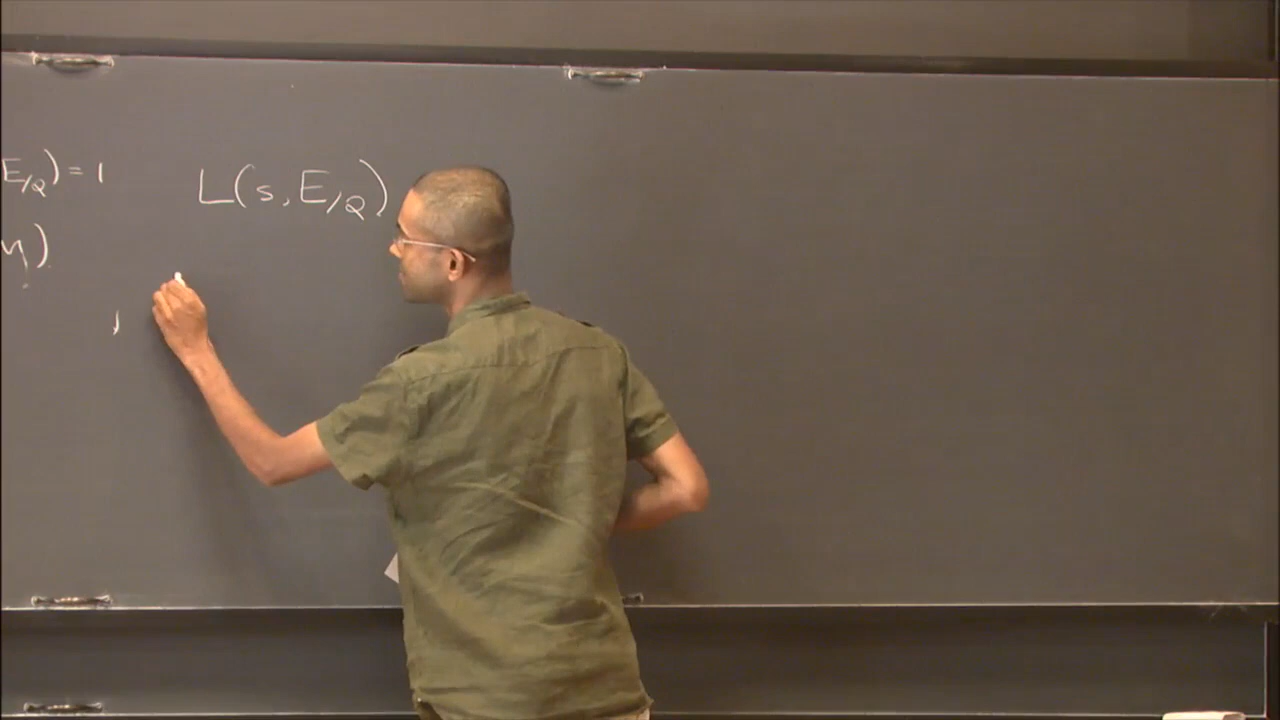 E/Q) = 1
η)
,
L(s, E/Q)